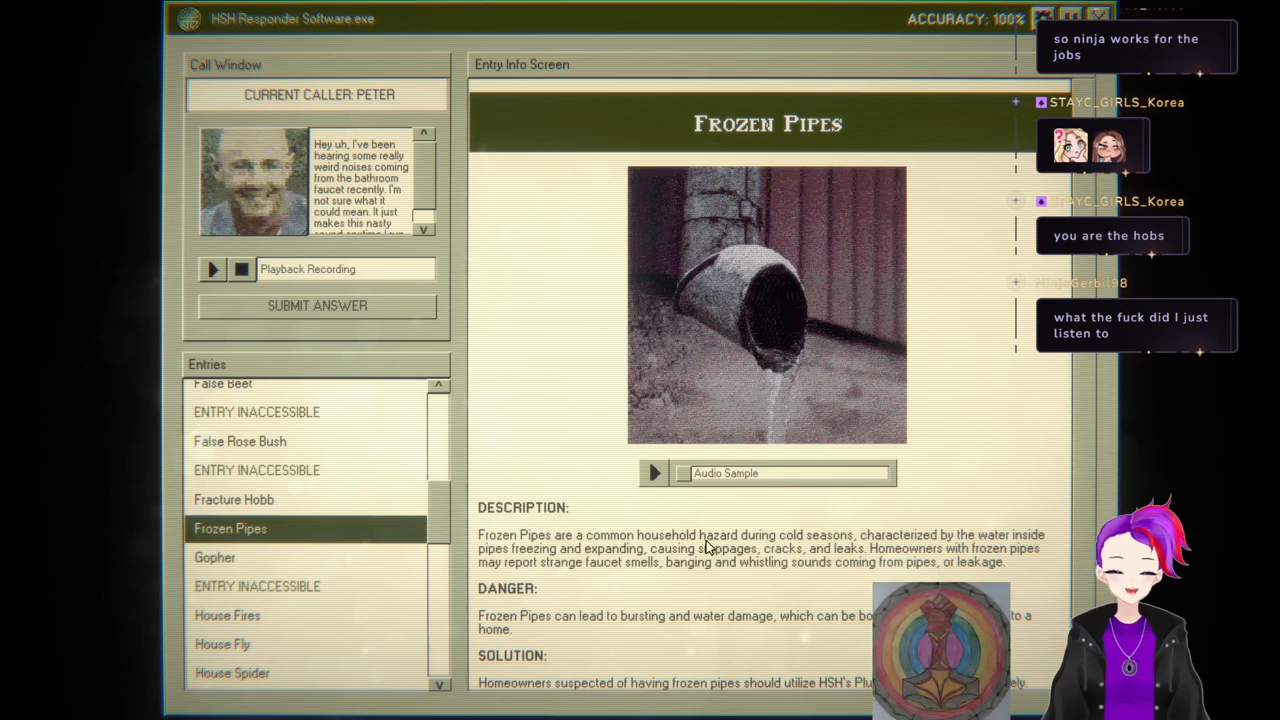 HSH Responder Software.exe
ACCURACY: 100%
Call Window
CURRENT CALLER: PETER
Hey uh, I've been
hearing some really
weird noises coming
from the bathroom
faucet recently. I'm
not sure what it
could mean. It just
makes this nasty
Playback Recording
SUBMIT ANSWER
Entries
False Beet
ENTRY INACCESSIBLE
False Rose Bush
ENTRY INACCESSIBLE
Fracture Hobb
Frozen Pipes
Gopher
ENTRY INACCESSIBLE
House Fires
House Fly
House Spider
Entry Info Screen
FROZEN PIPES
Audio Sample
DESCRIPTION:
Frozen Pipes are a common household hazard during cold seasons, characterized by the water inside
pipes freezing and expanding, causing stoppages, cracks, and leaks. Homeowners with frozen pipes
may report strange faucet smells, banging and whistling sounds coming from pipes, or leakage.
DANGER:
Frozen Pipes can lead to bursting and water damage, which can be to a
home.
SOLUTION:
Homeowners suspected of having frozen pipes should utilize HSH's
so ninja works for the
jobs
STAYC_GIRLS_Korea
STAYC_GIRLS_Korea
you are the hobs
NinjaGerbil98
what the fuck did I just
listen to